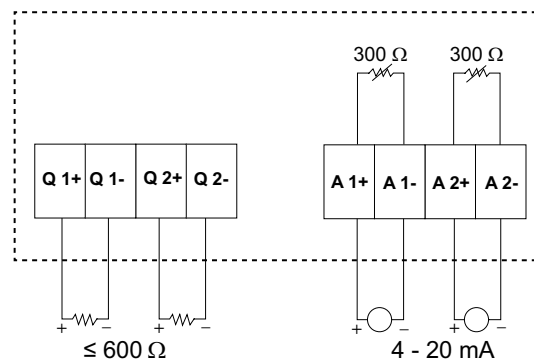 300 Ω 300 Ω
Q 1+ Q 1- Q 2+ Q 2- A 1+ A 1- A 2+ A 2-
+ − + − + − + −
≤ 600 Ω 4 - 20 mA